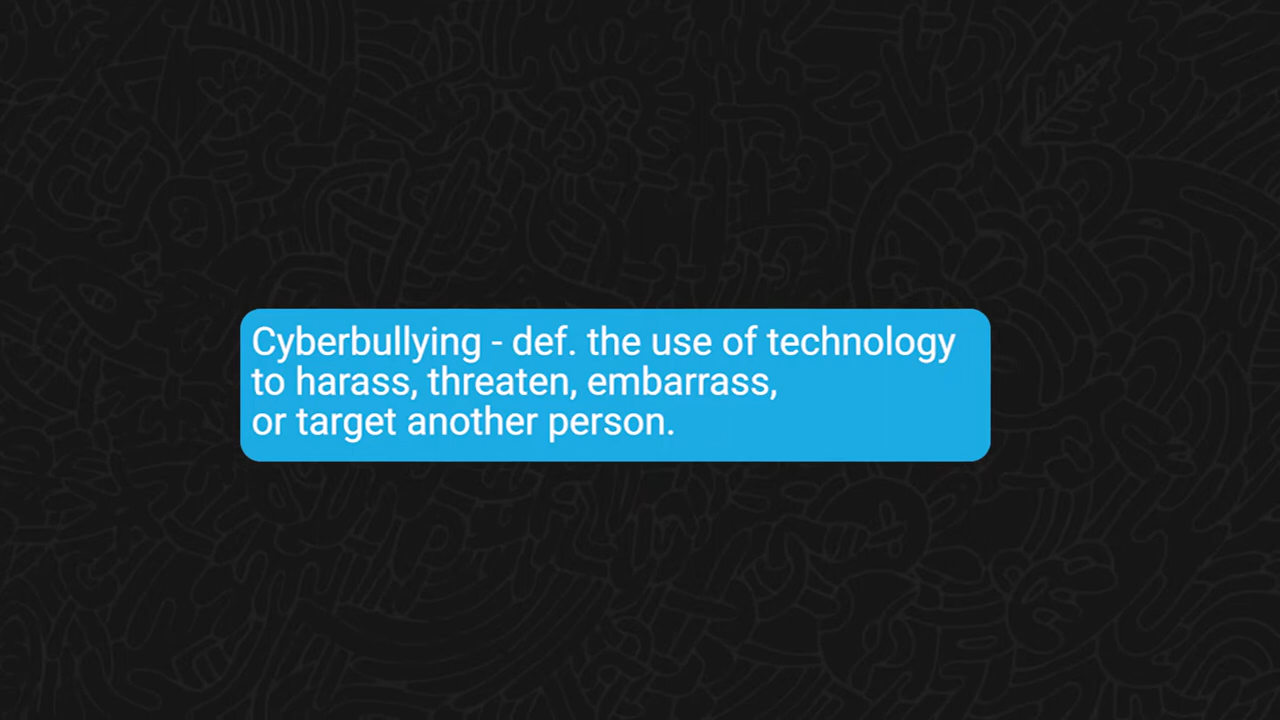 Cyberbullying - def. the use of technology
to harass, threaten, embarrass,
or target another person.